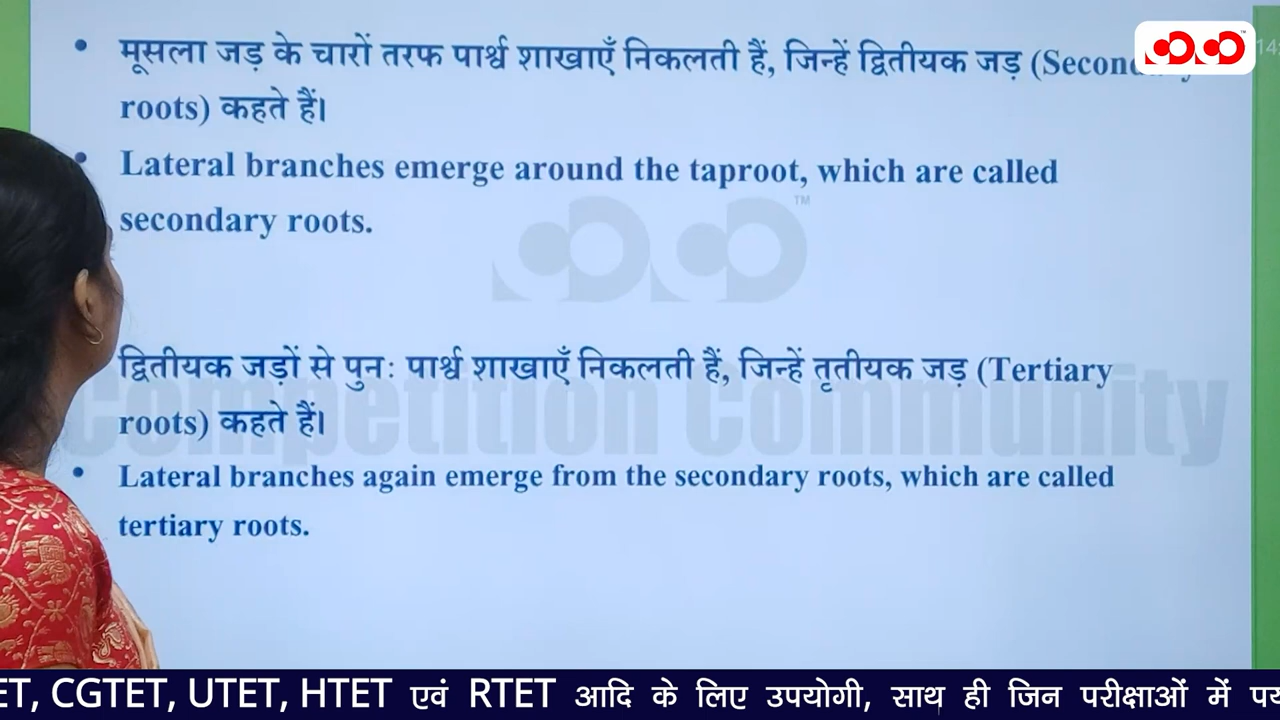 मूसला जड़ के चारों तरफ पार्श्व शाखाएँ निकलती हैं, जिन्हें द्वितीयक जड़ (Secondary
roots) कहते हैं।
Lateral branches emerge around the taproot, which are called
secondary roots.
TM
द्वितीयक जड़ों से पुनः पार्श्व शाखाएँ निकलती हैं, जिन्हें तृतीयक जड़ (Tertiary
roots) कहते हैं।
Competition Community
Lateral branches again emerge from the secondary roots, which are called
tertiary roots.
ET, CGTET, UTET, HTET एवं RTET आदि के लिए उपयोगी, साथ ही जिन परीक्षाओं में